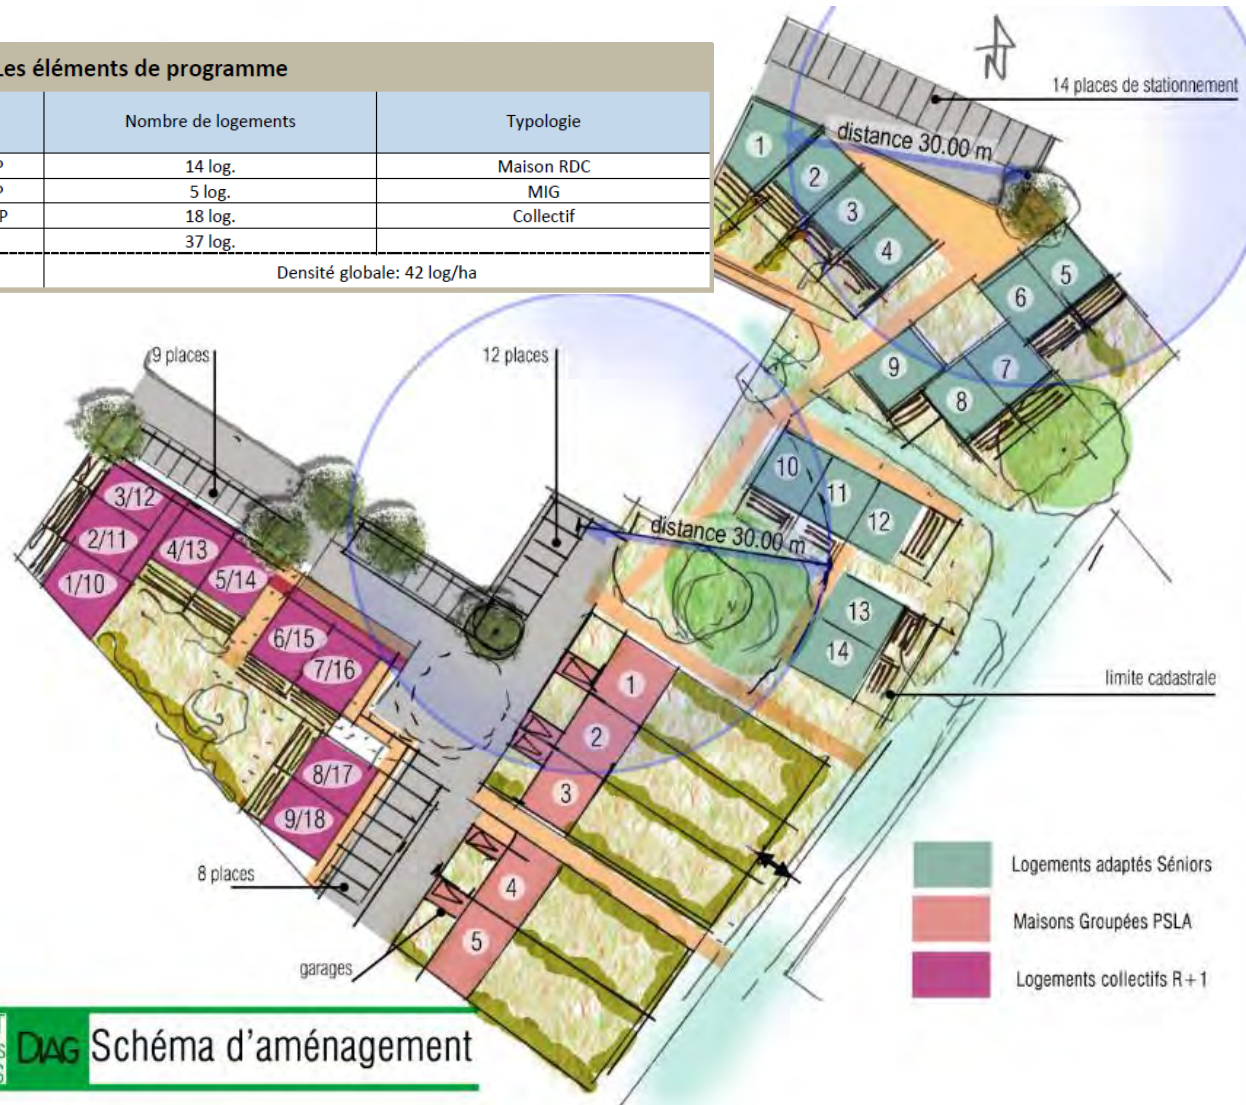 Les éléments de programme
Nombre de logements Typologie
P 14 log. Maison RDC
P 5 log. MIG
P 18 log. Collectif
37 log.
Densité globale: 42 log/ha
N
14 places de stationnement
distance 30.00 m
1
2
3
4
5
6
7
8
9
9 places
12 places
10
11
12
distance 30.00 m
13
14
limite cadastrale
3/12
2/11
1/10
4/13
5/14
6/15
7/16
8/17
9/18
8 places
1
2
3
4
5
garages
Logements adaptés Séniors
Maisons Groupées PSLA
Logements collectifs R+1
DIAG Schéma d'aménagement